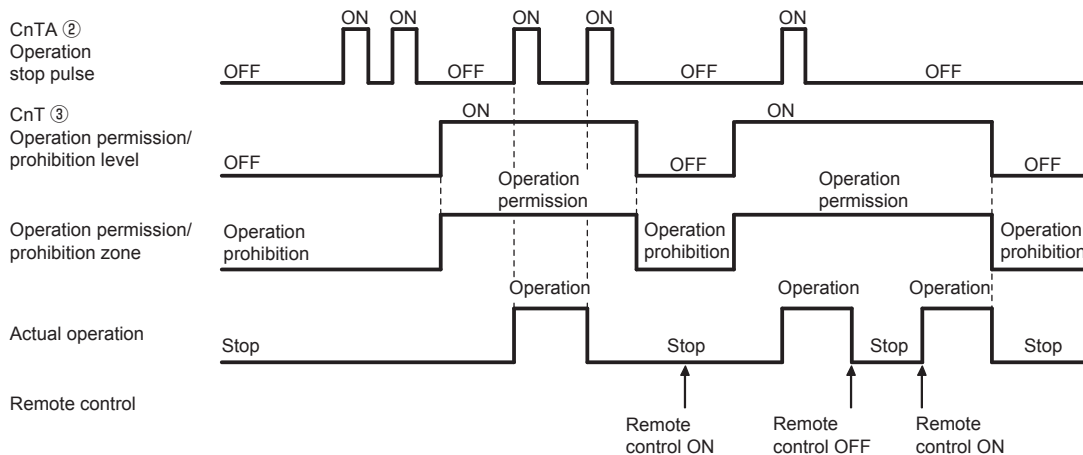 CnTA ②
Operation
stop pulse
ON ON ON ON ON
OFF OFF OFF OFF
CnT ③
Operation permission/
prohibition level
ON ON
OFF OFF OFF
Operation
permission
Operation
permission
Operation permission/
prohibition zone
Operation
prohibition
Operation
prohibition
Operation
prohibition
Actual operation
Operation Operation Operation
Stop Stop Stop Stop
Remote control
Remote
control ON
Remote
control OFF
Remote
control ON